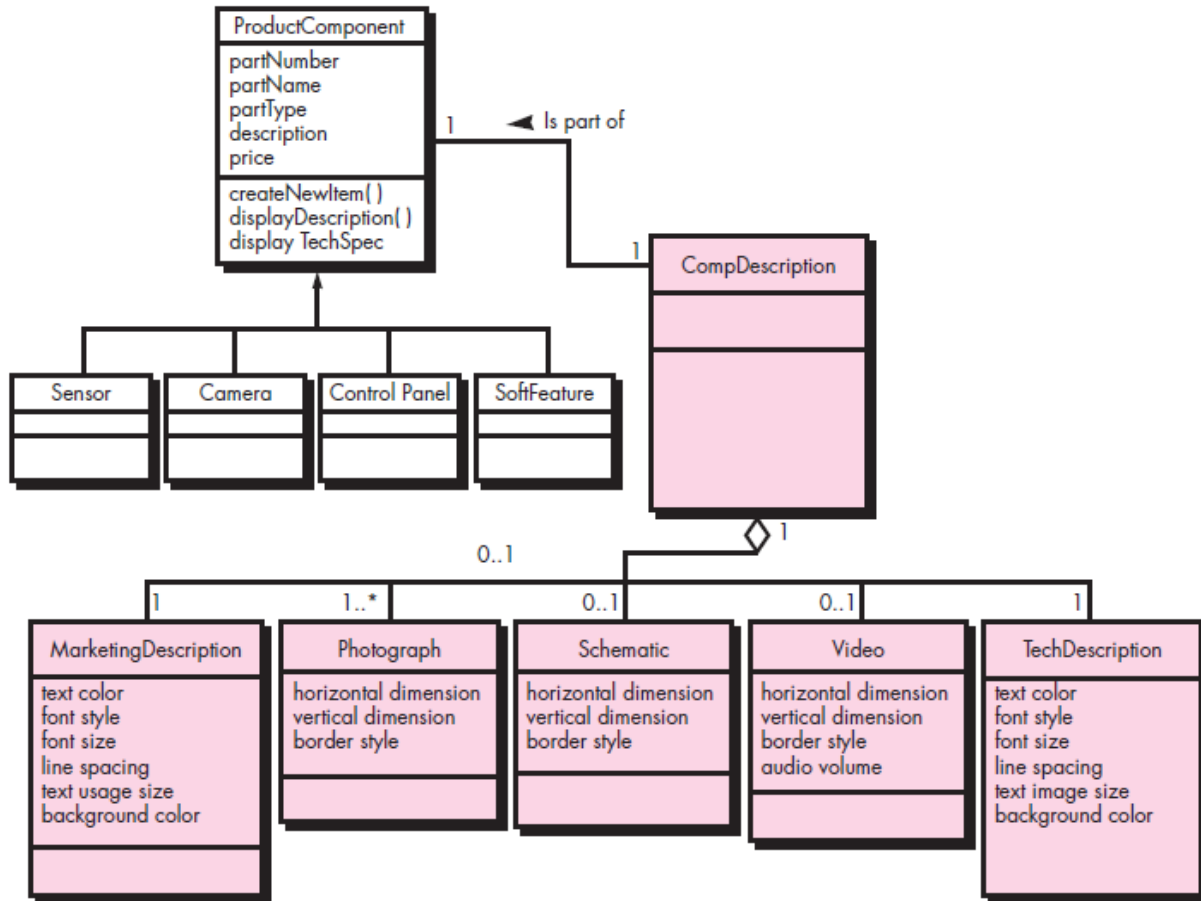 ProductComponent
partNumber
partName
partType
description
price
createNewItem( )
displayDescription( )
display TechSpec
1
Is part of
1
CompDescription
Sensor
Camera
Control Panel
SoftFeature
1
0..1
1
1..*
0..1
0..1
1
MarketingDescription
text color
font style
font size
line spacing
text usage size
background color
Photograph
horizontal dimension
vertical dimension
border style
Schematic
horizontal dimension
vertical dimension
border style
Video
horizontal dimension
vertical dimension
border style
audio volume
TechDescription
text color
font style
font size
line spacing
text image size
background color